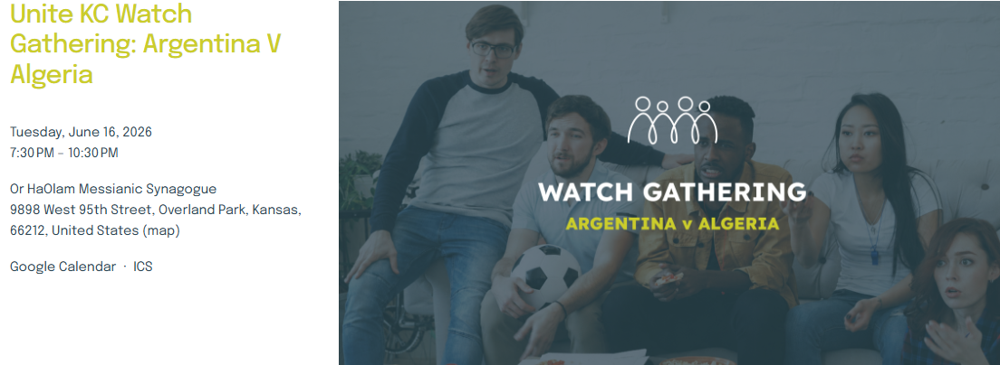 Unite KC Watch
Gathering: Argentina V
Algeria
Tuesday, June 16, 2026
7:30 PM – 10:30 PM
Or HaOlam Messianic Synagogue
9898 West 95th Street, Overland Park, Kansas,
66212, United States (map)
Google Calendar · ICS
WATCH GATHERING
ARGENTINA v ALGERIA